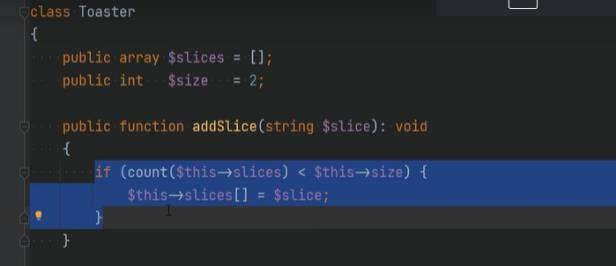 class Toaster
{
    public array $slices = [];
    public int   $size   = 2;
    public function addSlice(string $slice): void
    {
        if (count($this->slices) < $this->size) {
            $this->slices[] = $slice;
        }
    }